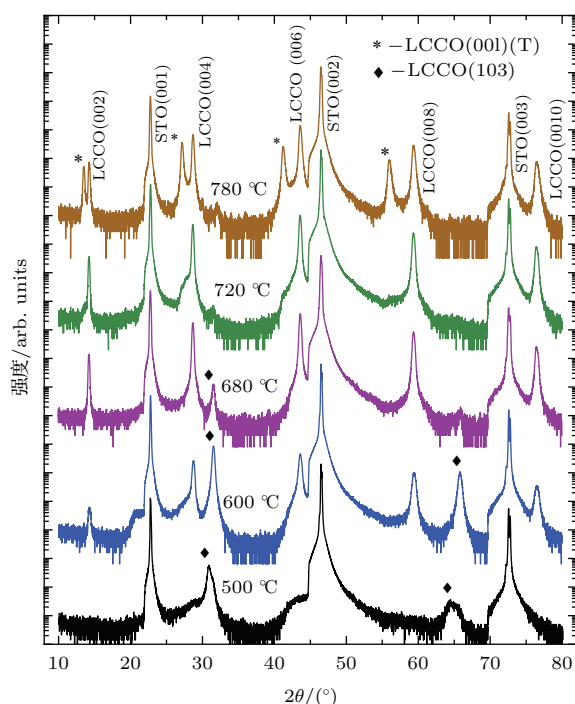 * −LCCO(00l)(T)
♦ −LCCO(103)
LCCO(002)
STO(001)
LCCO(004)
LCCO (006)
STO(002)
LCCO(008)
STO(003)
LCCO(0010)
* * * *
780 ℃
720 ℃
♦
680 ℃
♦ ♦
600 ℃
♦ ♦
500 ℃
强度/arb. units
10 20 30 40 50 60 70 80
2θ/(°)